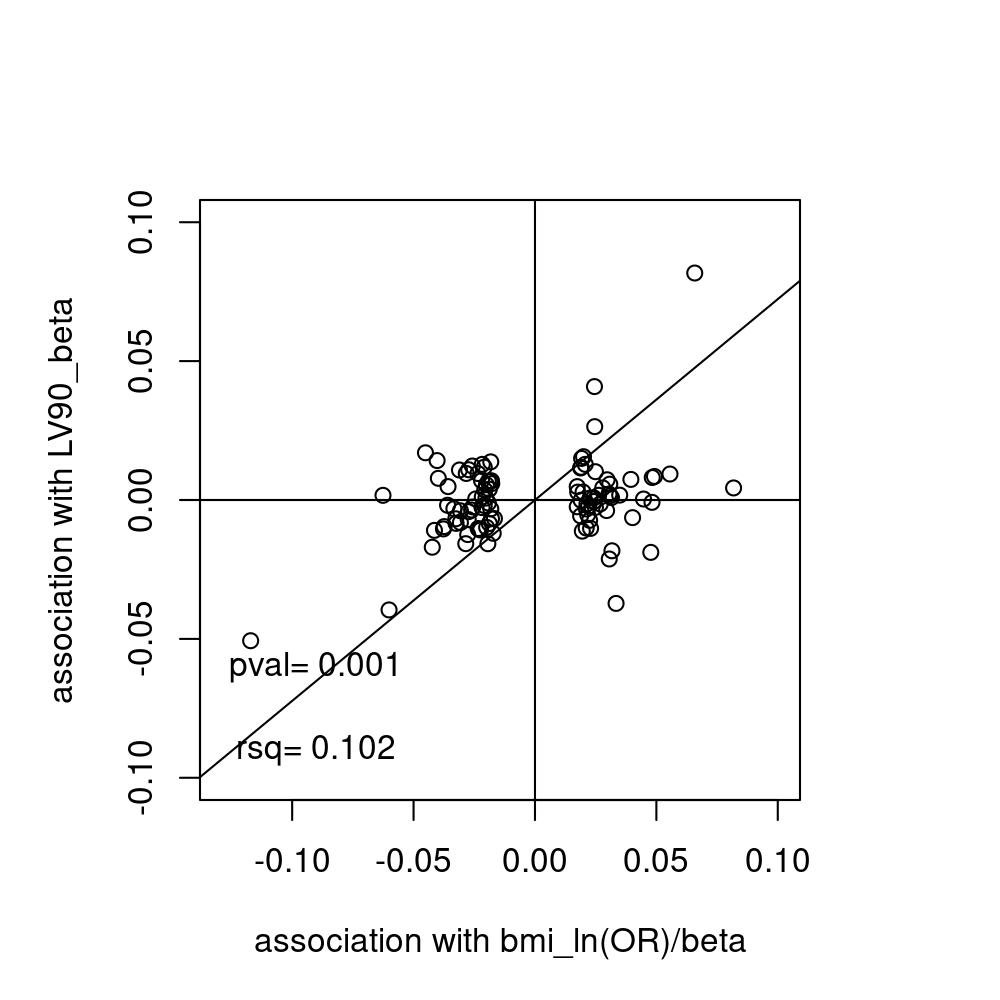 association with LV90_beta
0.10
0.05
0.00
-0.05
-0.10
pval= 0.001
rsq= 0.102
-0.10 -0.05 0.00 0.05 0.10
association with bmi_ln(OR)/beta